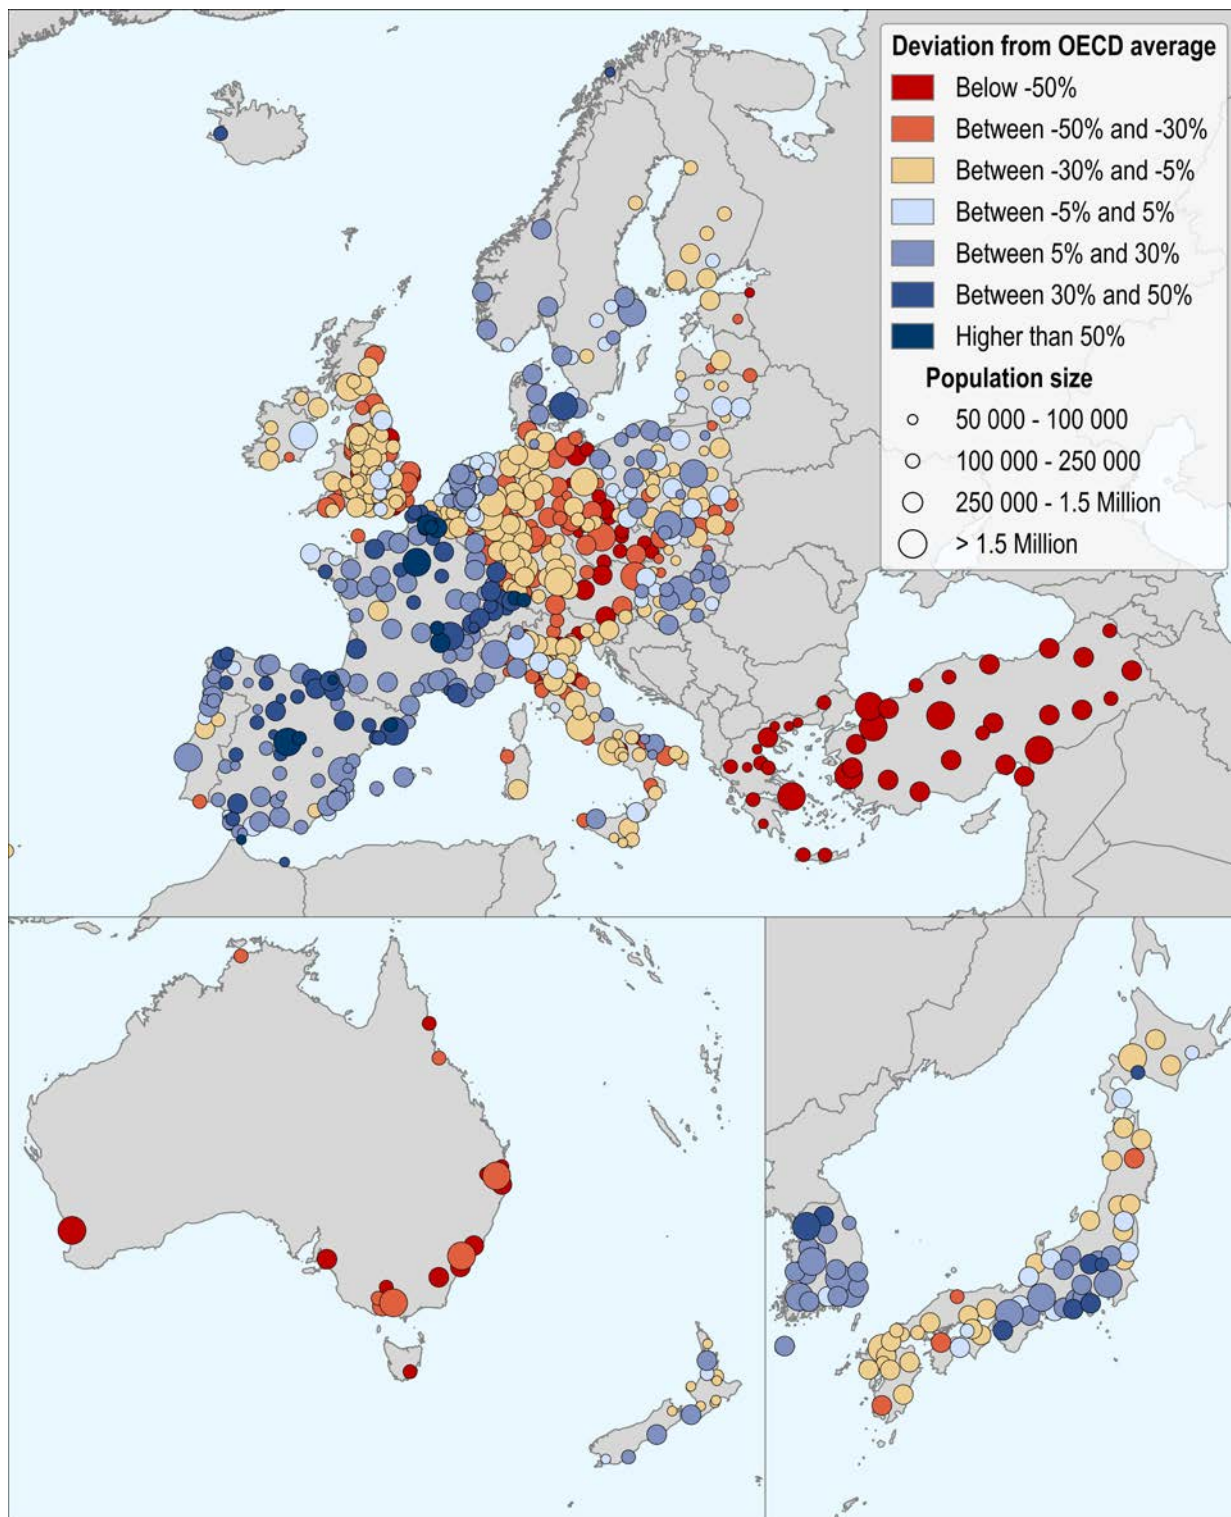 Deviation from OECD average
Below -50%
Between -50% and -30%
Between -30% and -5%
Between -5% and 5%
Between 5% and 30%
Between 30% and 50%
Higher than 50%
Population size
50 000 - 100 000
100 000 - 250 000
250 000 - 1.5 Million
> 1.5 Million